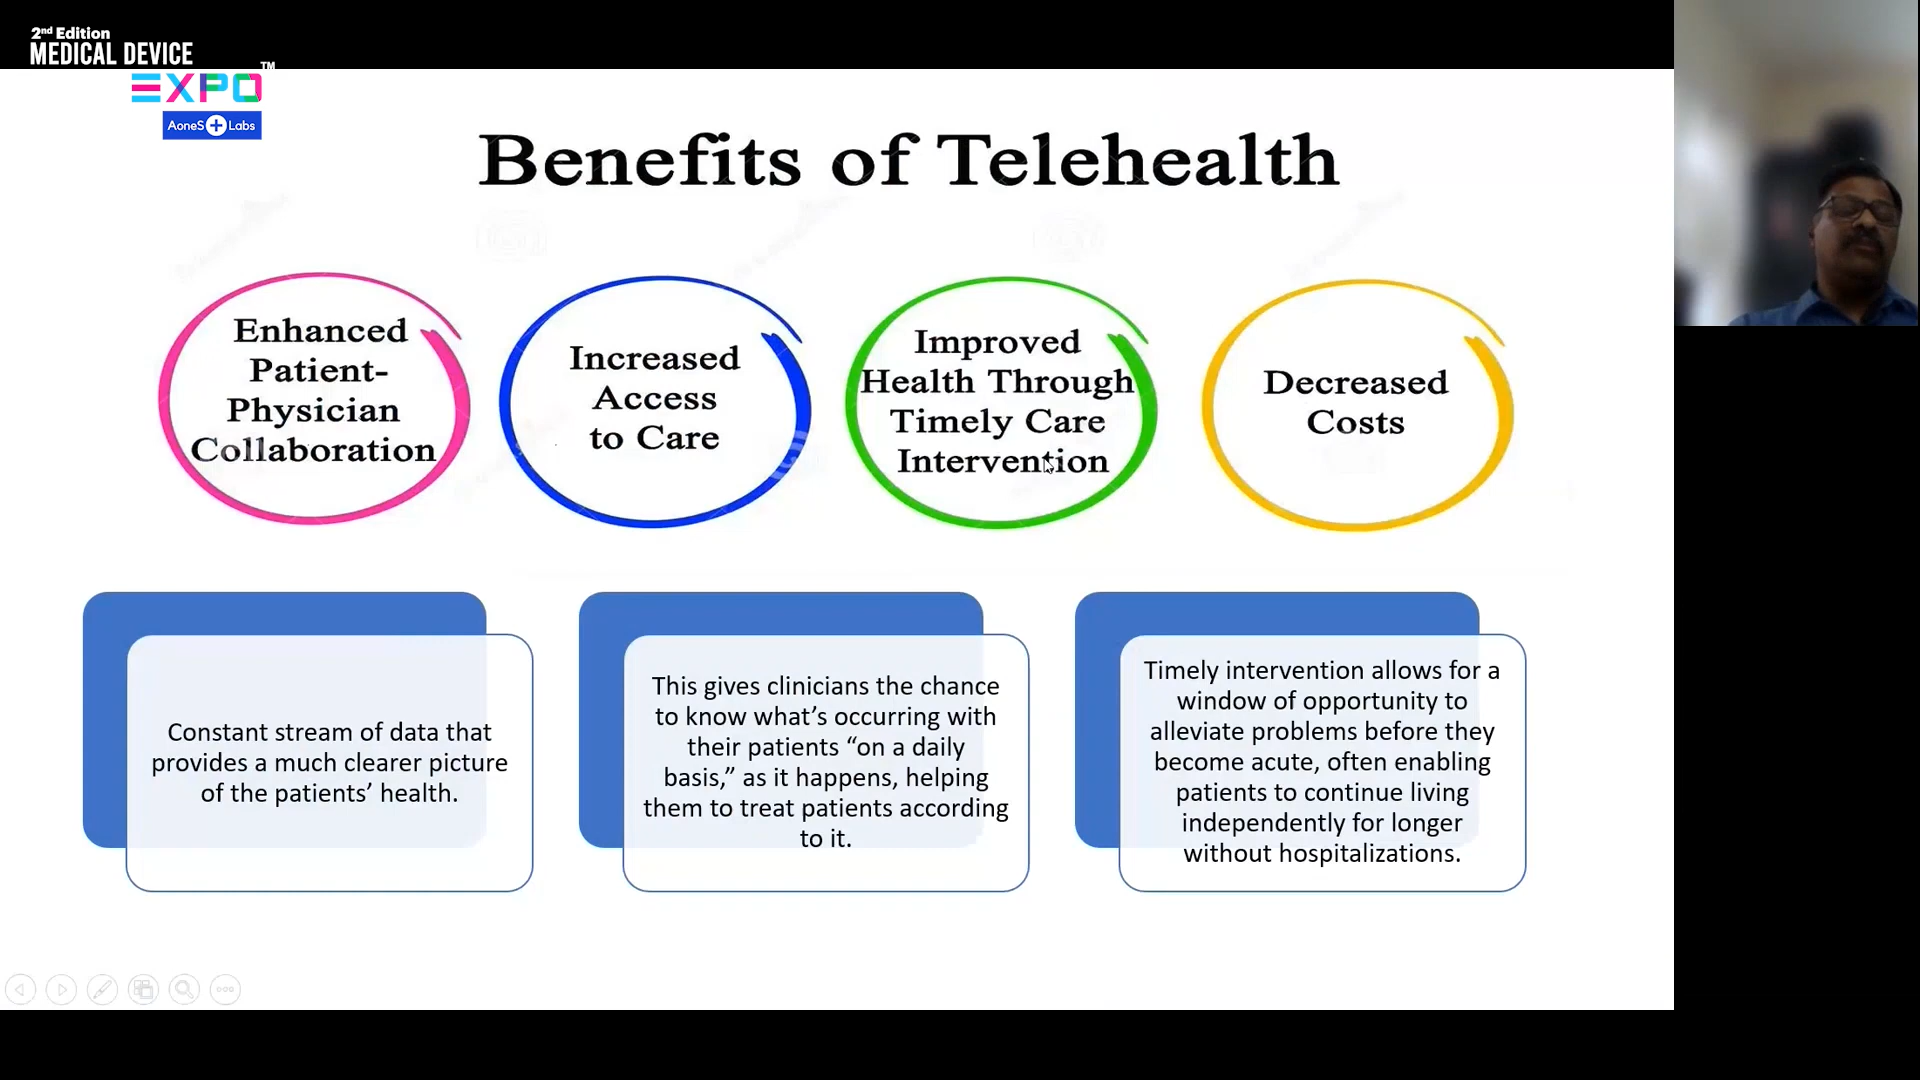 2nd Edition
MEDICAL DEVICE
EXPO TM
AoneS Labs
Benefits of Telehealth
Enhanced
Patient-
Physician
Collaboration
Increased
Access
to Care
Improved
Health Through
Timely Care
Intervention
Decreased
Costs
Constant stream of data that
provides a much clearer picture
of the patients’ health.
This gives clinicians the chance
to know what’s occurring with
their patients “on a daily
basis,” as it happens, helping
them to treat patients according
to it.
Timely intervention allows for a
window of opportunity to
alleviate problems before they
become acute, often enabling
patients to continue living
independently for longer
without hospitalizations.